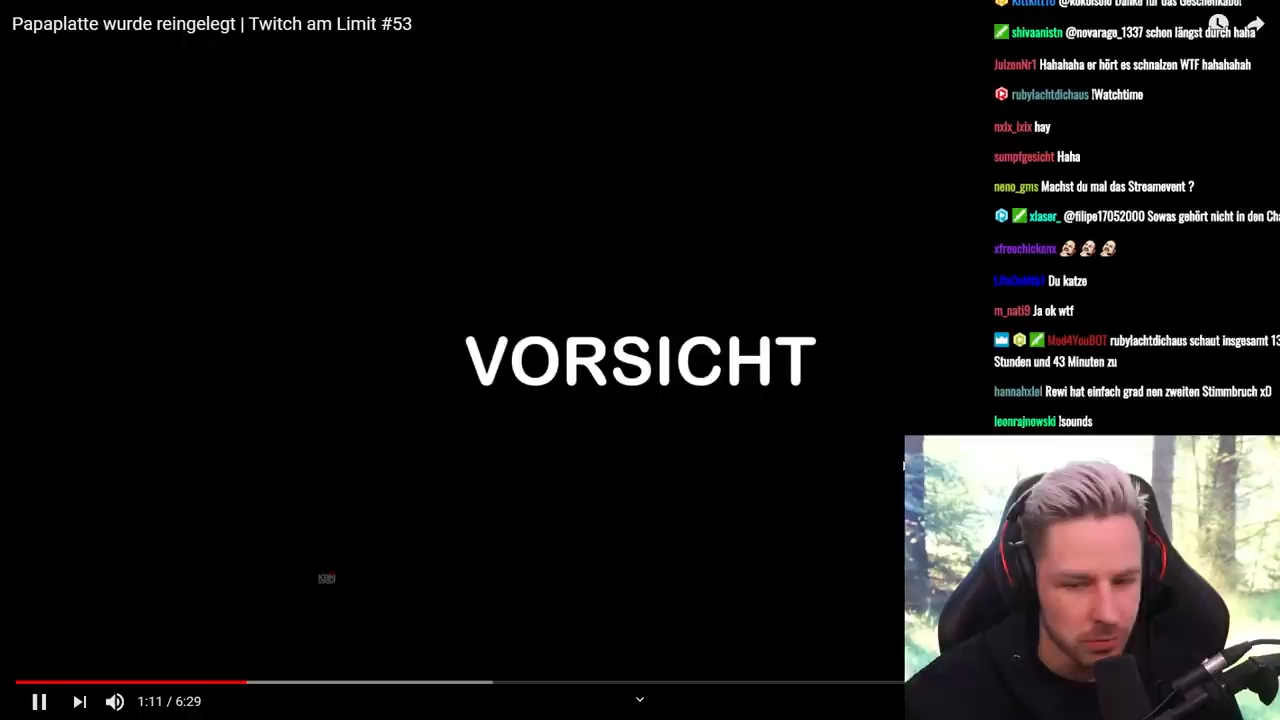 Papaplatte wurde reingelegt | Twitch am Limit #53
@kokolsolo Danke für das Geschenkabo!
shivaanistn @novarage_1337 schon längst durch haha
JulzenNr1 Hahahaha er hört es schnalzen WTF hahahahah
rubylachtdichaus !Watchtime
nxlx_lxix hay
sumpfgesicht Haha
neno_gms Machst du mal das Streamevent ?
xlaser_ @filipe17052000 Sowas gehört nicht in den Cha
xfreechickenx
Du katze
m_nati9 Ja ok wtf
Mod4YouBOT rubylachtdichaus schaut insgesamt 13
Stunden und 43 Minuten zu
hannahxlel Rewi hat einfach grad nen zweiten Stimmbruch xD
leonrajnowski !sounds
VORSICHT
1:11 / 6:29